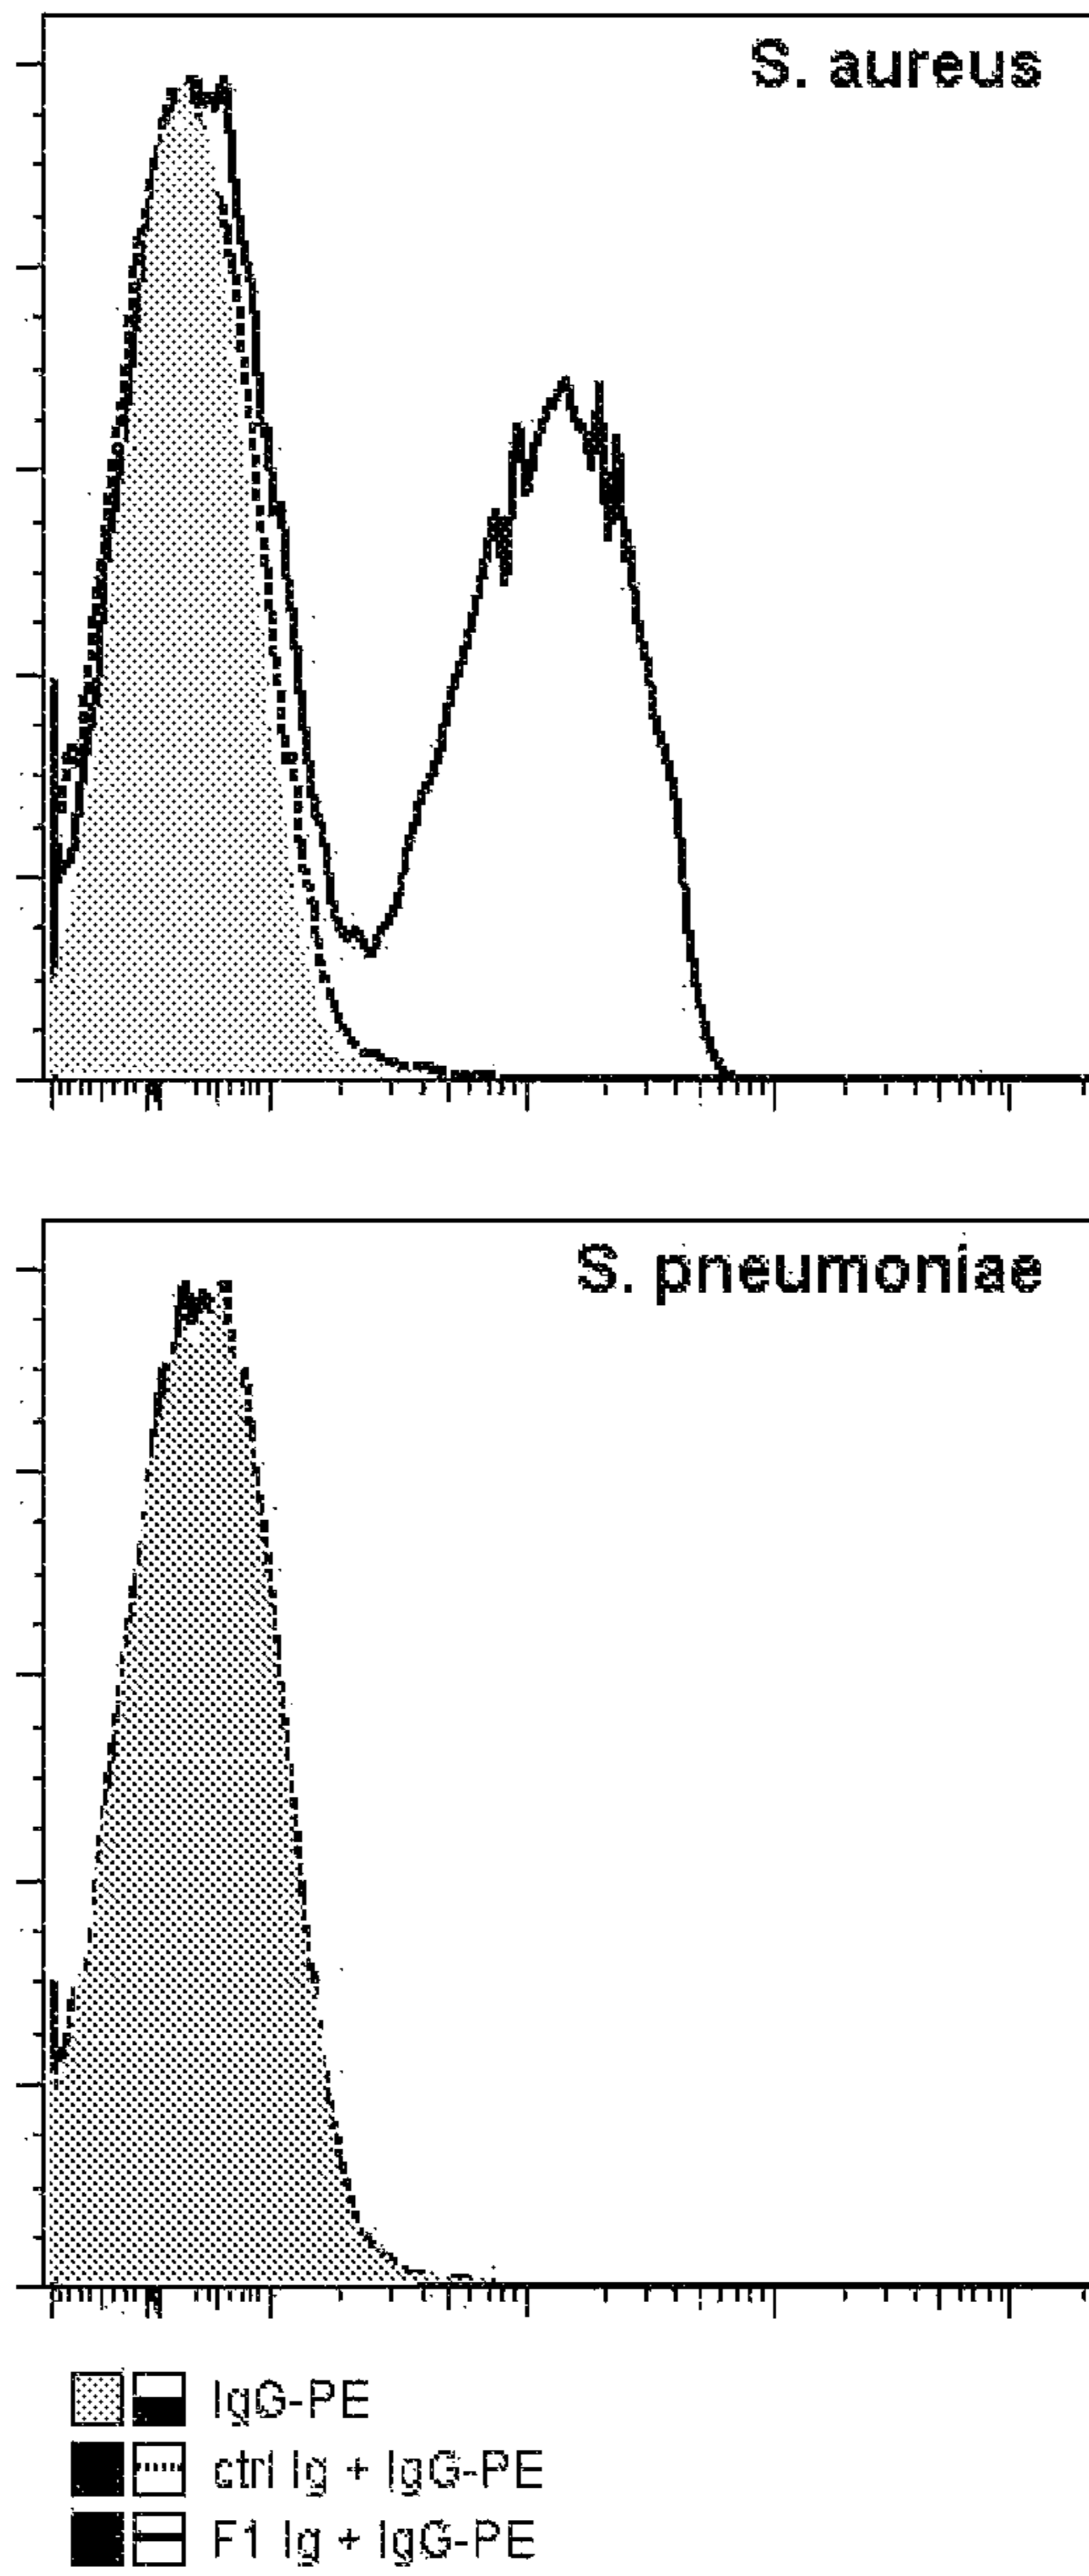 S. aureus
S. pneumoniae
IgG-PE
ctrl Ig + IgG-PE
F1 Ig + IgG-PE